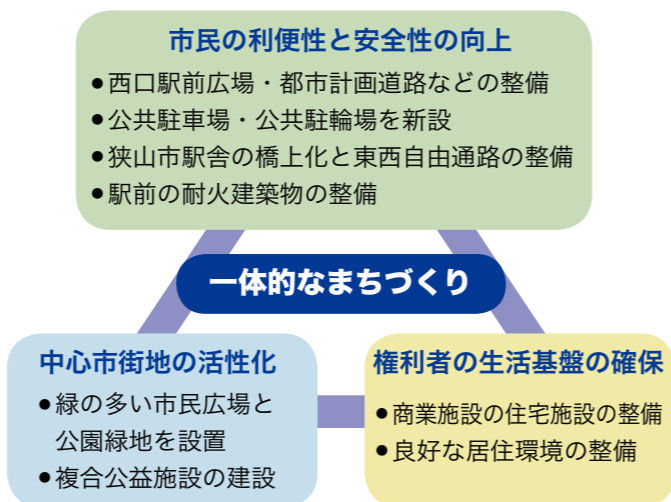 市民の利便性と安全性の向上
●西口駅前広場・都市計画道路などの整備
●公共駐車場・公共駐輪場を新設
●狭山市駅舎の橋上化と東西自由通路の整備
●駅前の耐火建築物の整備
一体的なまちづくり
中心市街地の活性化
●緑の多い市民広場と
公園緑地を設置
●複合公益施設の建設
権利者の生活基盤の確保
●商業施設の住宅施設の整備
●良好な居住環境の整備